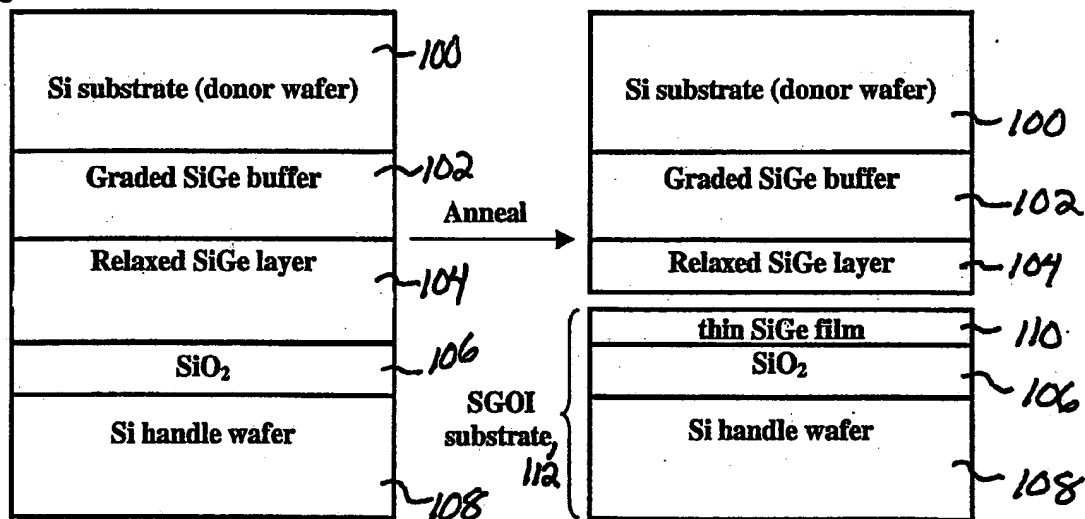 Si substrate (donor wafer)
100
Graded SiGe buffer
102
Relaxed SiGe layer
104
SiO₂
106
Si handle wafer
108
Anneal
Si substrate (donor wafer)
100
Graded SiGe buffer
102
Relaxed SiGe layer
104
thin SiGe film
110
SiO₂
106
Si handle wafer
108
SGOI
substrate,
112